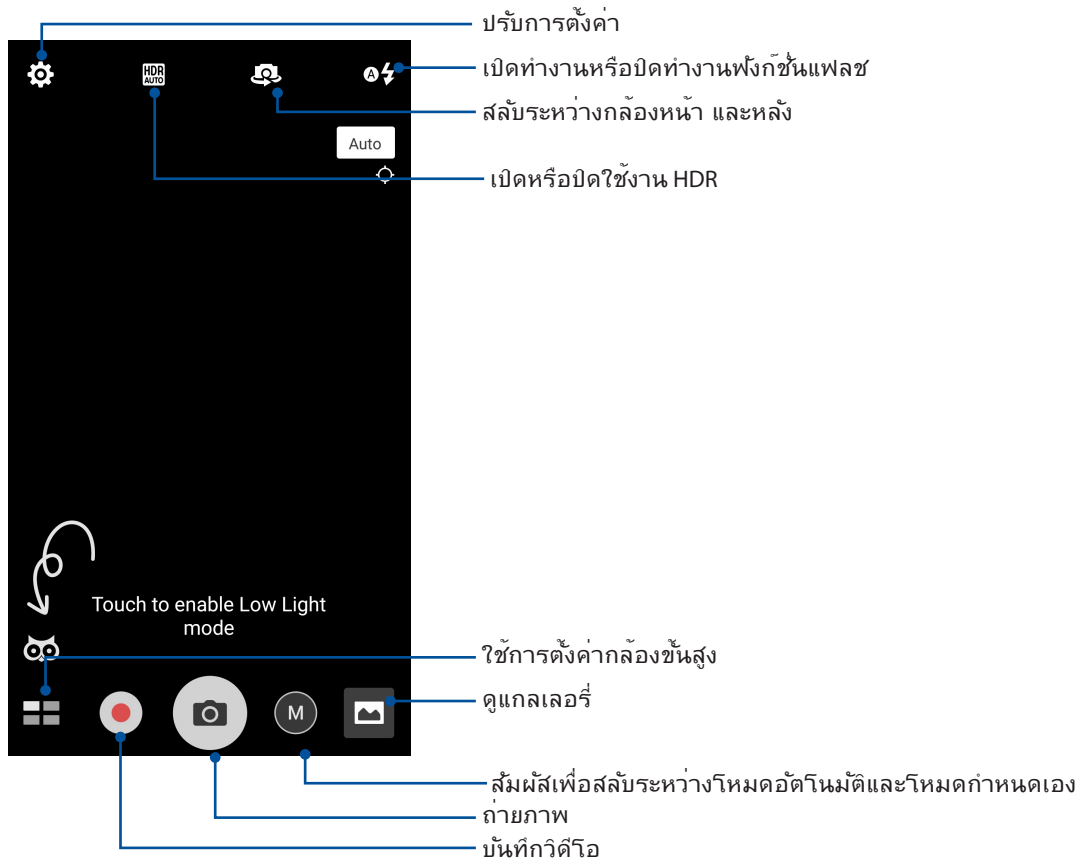 ปรับการตั้งค่า
เปิดทำงานหรือปิดทำงานฟังก์ชั่นแฟลช
สลับระหว่างกล้องหน้า และหลัง
เปิดหรือปิดใช้งาน HDR
HDR
AUTO
A
Auto
Touch to enable Low Light
mode
ใช้การตั้งค่ากล้องขั้นสูง
ดูแกลเลอรี่
M
สัมผัสเพื่อสลับระหว่างโหมดอัตโนมัติและโหมดกำหนดเอง
ถ่ายภาพ
บันทึกวิดีโอ